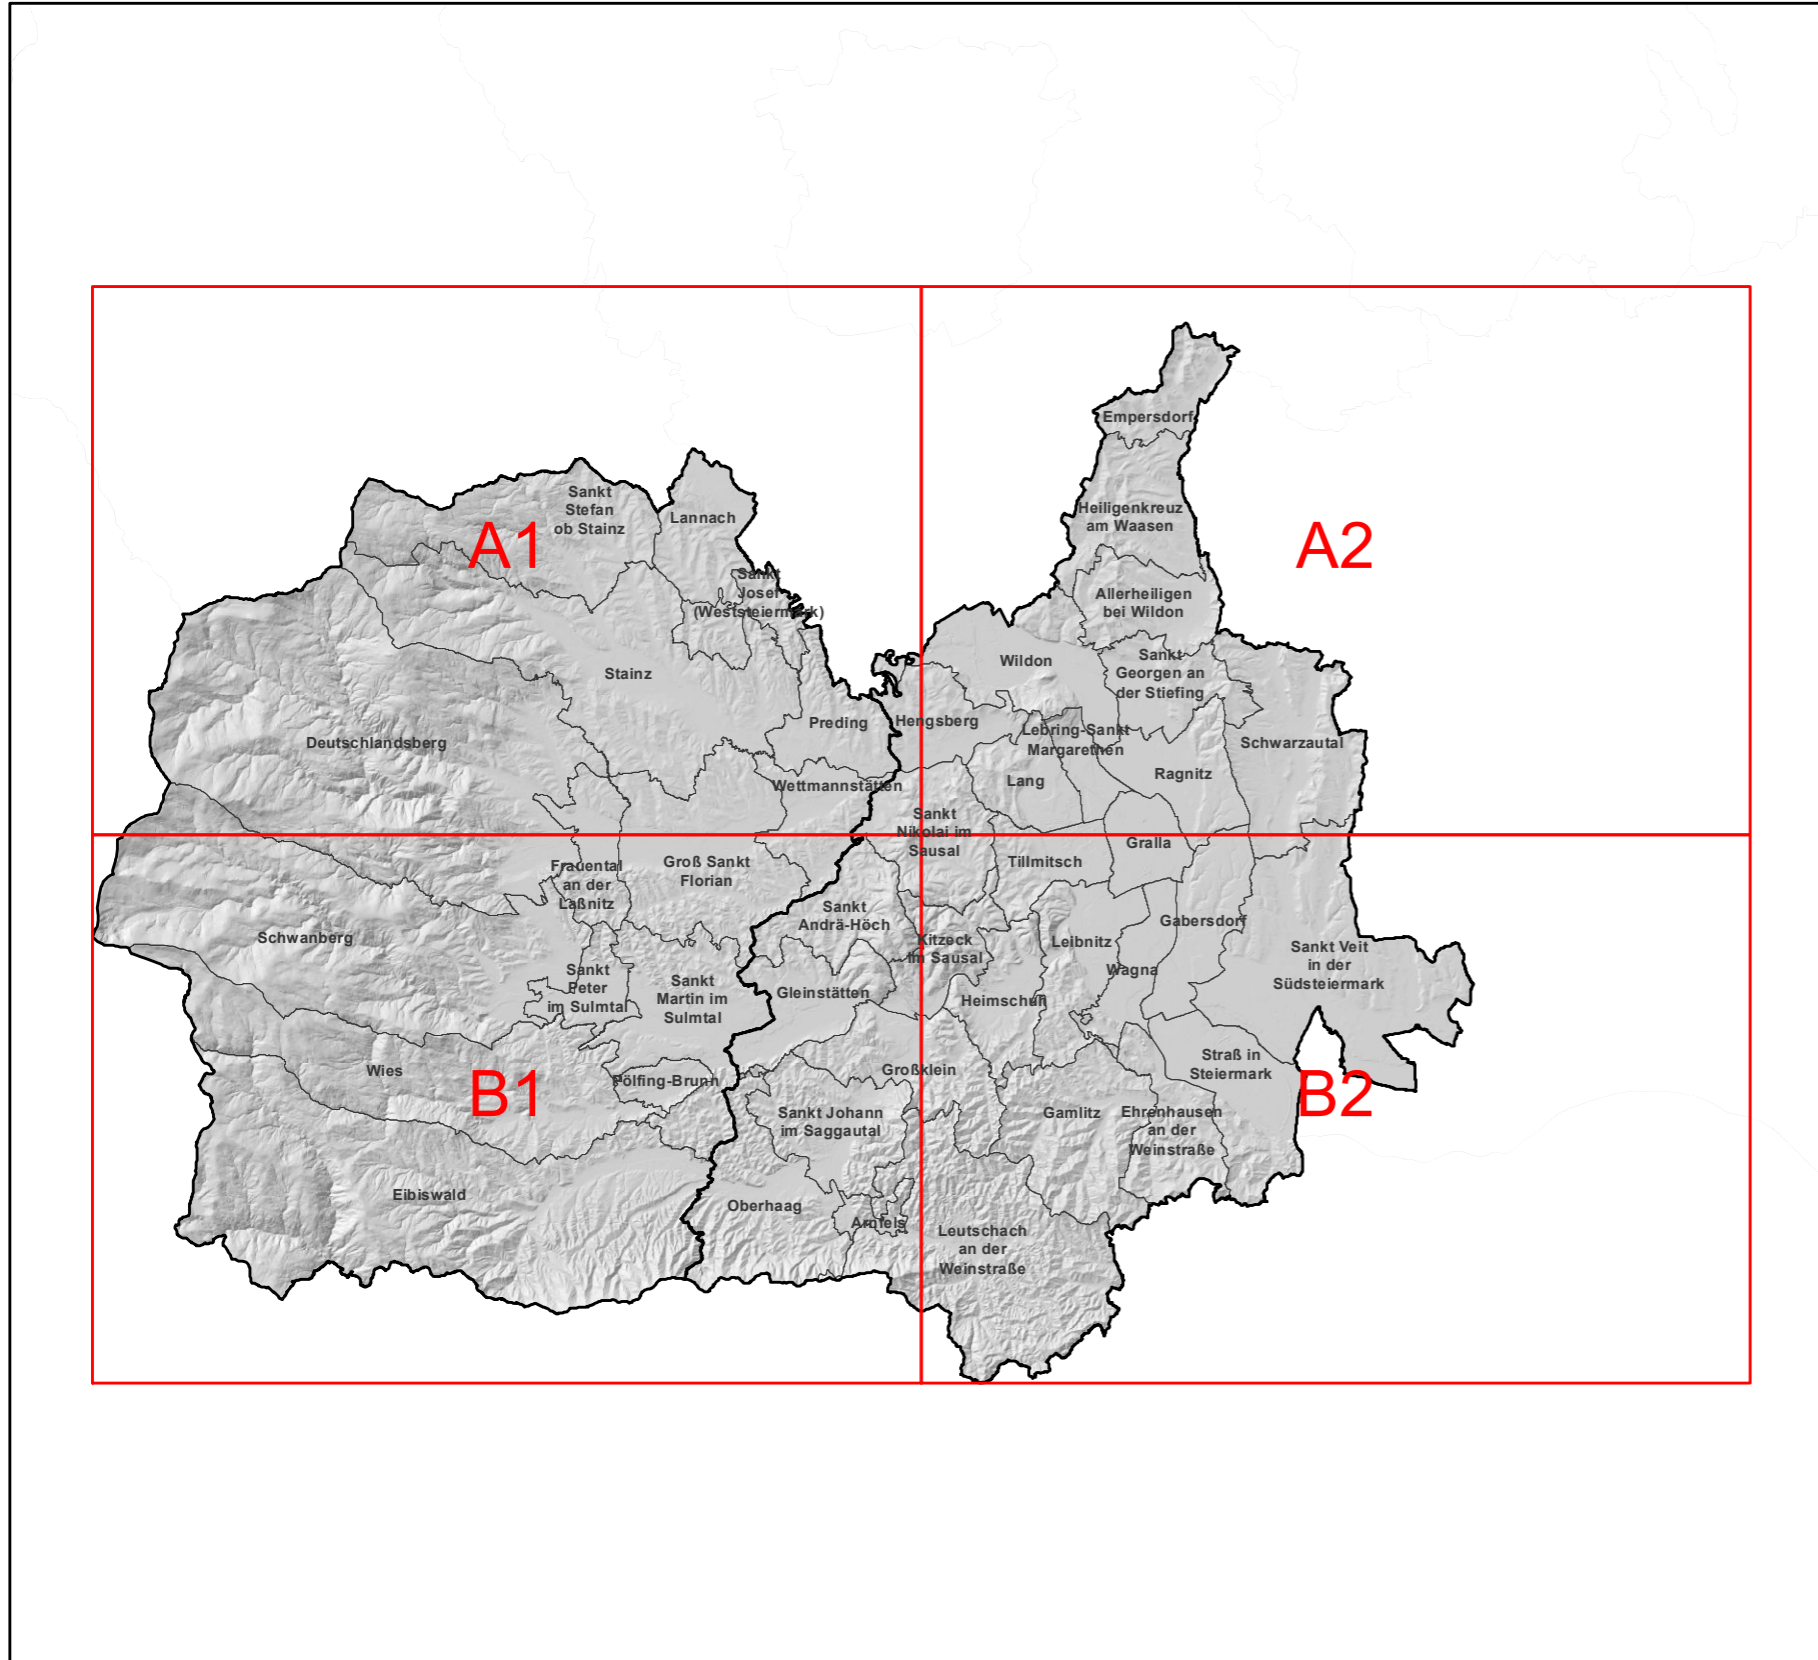 Empersdorf
Sankt
Stefan
ob Stainz
Lannach
Heiligenkreuz
am Waasen
A1
A2
Sankt
Josef
(Weststeiermark)
Allerheiligen
bei Wildon
Stainz
Wildon
Sankt
Georgen an
der Stiefing
Deutschlandsberg
Preding
Hengsberg
Lebring-Sankt
Margarethen
Schwarzautal
Wettmannstätten
Lang
Ragnitz
Sankt
Nikolai im
Sausal
Frauental
an der
Laßnitz
Groß Sankt
Florian
Tillmitsch
Gralla
Schwanberg
Sankt
Andrä-Höch
Kitzeck
im Sausal
Leibnitz
Gabersdorf
Wagna
Sankt Veit
in der
Südsteiermark
Sankt
Peter
im Sulmtal
Sankt
Martin im
Sulmtal
Gleinstätten
Heimschuh
Wies
B1
Pölfing-Brunn
Großklein
Straß in
Steiermark
B2
Sankt Johann
im Saggautal
Gamlitz
Ehrenhausen
an der
Weinstraße
Eibiswald
Oberhaag
Arnfels
Leutschach
an der
Weinstraße